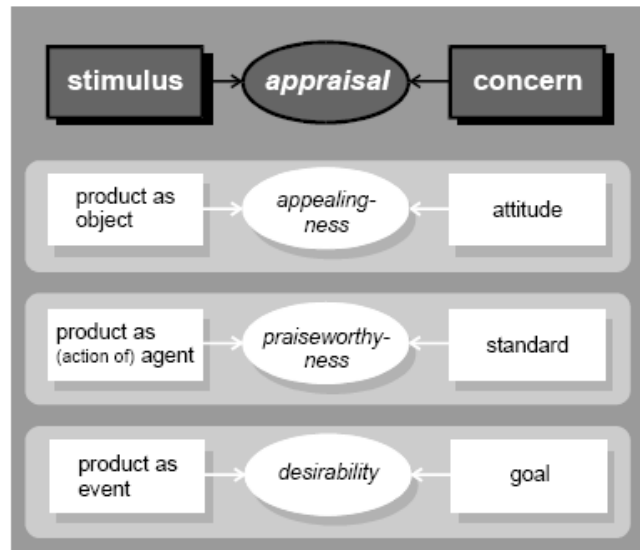 stimulus appraisal concern
product as
object
appealing-
ness
attitude
product as
(action of) agent
praiseworthy-
ness
standard
product as
event
desirability
goal